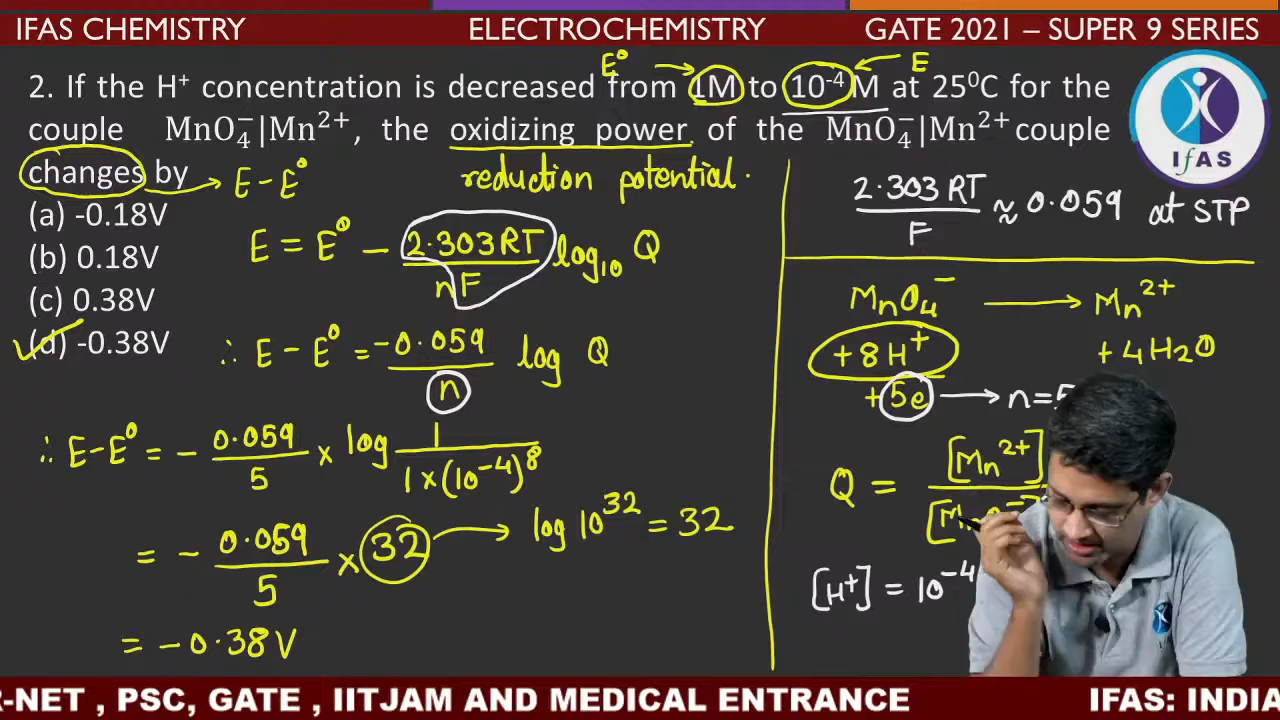 IFAS CHEMISTRY ELECTROCHEMISTRY GATE 2021 – SUPER 9 SERIES
E° → E
2. If the H⁺ concentration is decreased from 1M to 10⁻⁴ M at 25⁰C for the
couple MnO₄⁻|Mn²⁺, the oxidizing power of the MnO₄⁻|Mn²⁺couple
changes by → E – E°
reduction potential.
(a) -0.18V
(b) 0.18V
(c) 0.38V
(d) -0.38V
IfAS
E = E° – 2.303RT/nF log₁₀ Q
∴ E – E° = -0.059/n log Q
∴ E-E° = – 0.059/5 × log 1/1×(10⁻⁴)⁸
= – 0.059/5 × 32 → log 10³² = 32
= – 0.38V
2.303 RT/F ≈ 0.059 at STP
MnO₄⁻ → Mn²⁺
+ 8H⁺ + 4H₂O
+ 5e⁻ → n=5
Q = [Mn²⁺]
[H⁺] = 10⁻⁴
R-NET , PSC, GATE , IITJAM AND MEDICAL ENTRANCE IFAS: INDIA